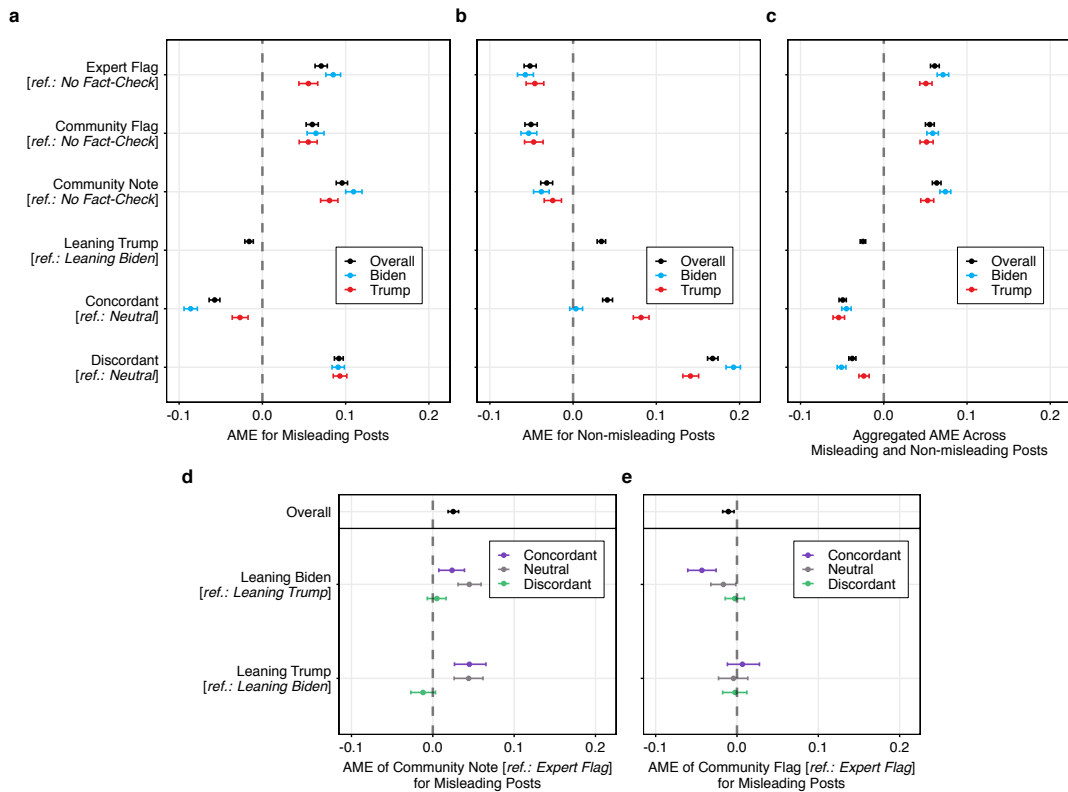 a
b
c
Expert Flag
[ref.: No Fact-Check]
Community Flag
[ref.: No Fact-Check]
Community Note
[ref.: No Fact-Check]
Leaning Trump
[ref.: Leaning Biden]
Concordant
[ref.: Neutral]
Discordant
[ref.: Neutral]
Overall
Biden
Trump
Overall
Biden
Trump
Overall
Biden
Trump
-0.1 0.0 0.1 0.2
-0.1 0.0 0.1 0.2
-0.1 0.0 0.1 0.2
AME for Misleading Posts
AME for Non-misleading Posts
Aggregated AME Across
Misleading and Non-misleading Posts
d
e
Overall
Leaning Biden
[ref.: Leaning Trump]
Leaning Trump
[ref.: Leaning Biden]
Concordant
Neutral
Discordant
Concordant
Neutral
Discordant
-0.1 0.0 0.1 0.2
-0.1 0.0 0.1 0.2
AME of Community Note [ref.: Expert Flag]
for Misleading Posts
AME of Community Flag [ref.: Expert Flag]
for Misleading Posts